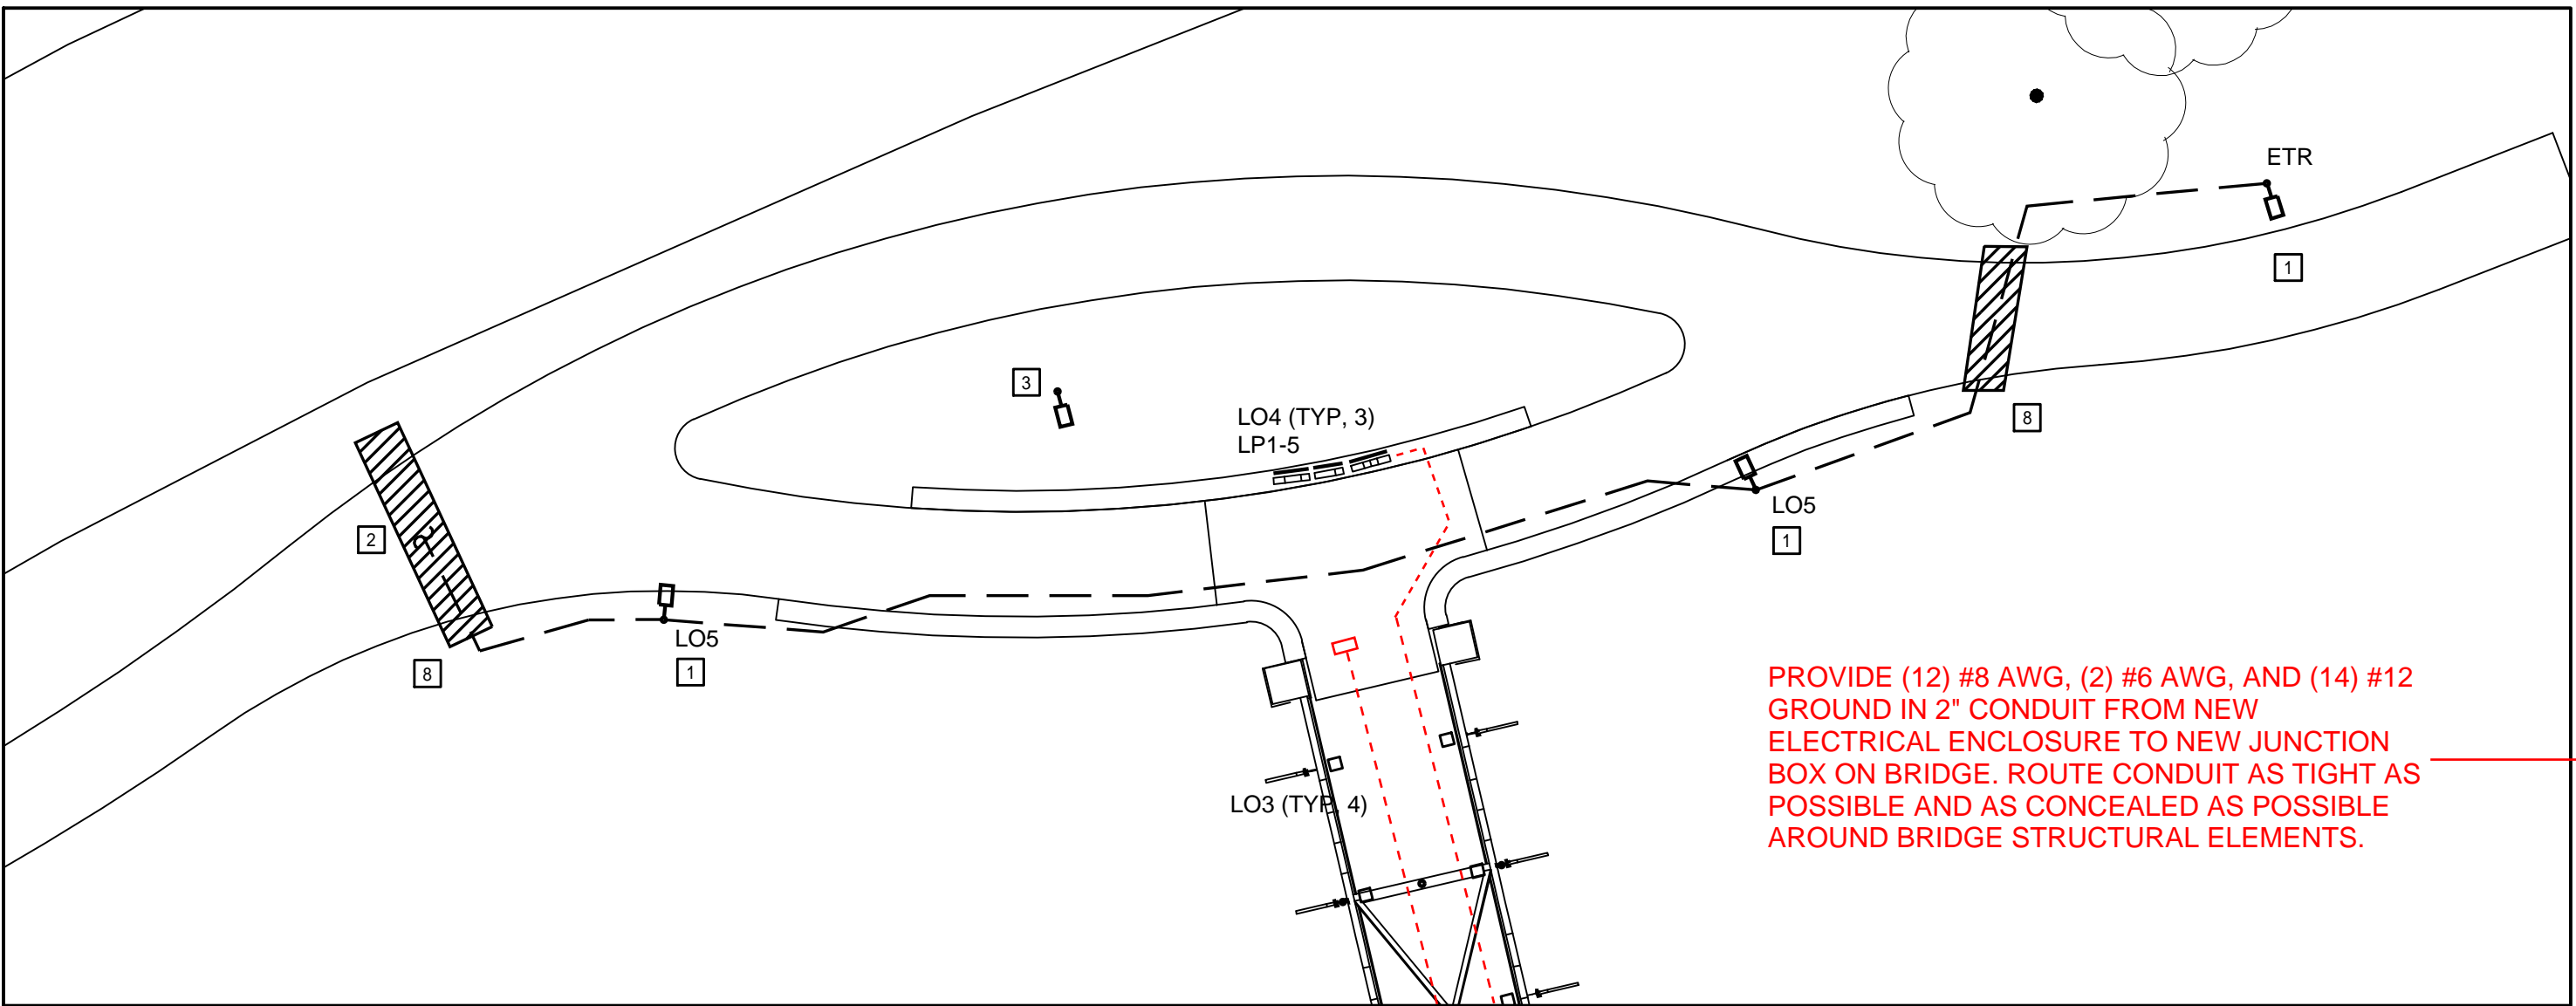 ETR
1
3
LO4 (TYP, 3)
LP1-5
8
2
LO5
1
LO5
1
8
PROVIDE (12) #8 AWG, (2) #6 AWG, AND (14) #12
GROUND IN 2" CONDUIT FROM NEW
ELECTRICAL ENCLOSURE TO NEW JUNCTION
BOX ON BRIDGE. ROUTE CONDUIT AS TIGHT AS
POSSIBLE AND AS CONCEALED AS POSSIBLE
AROUND BRIDGE STRUCTURAL ELEMENTS.
LO3 (TYP, 4)